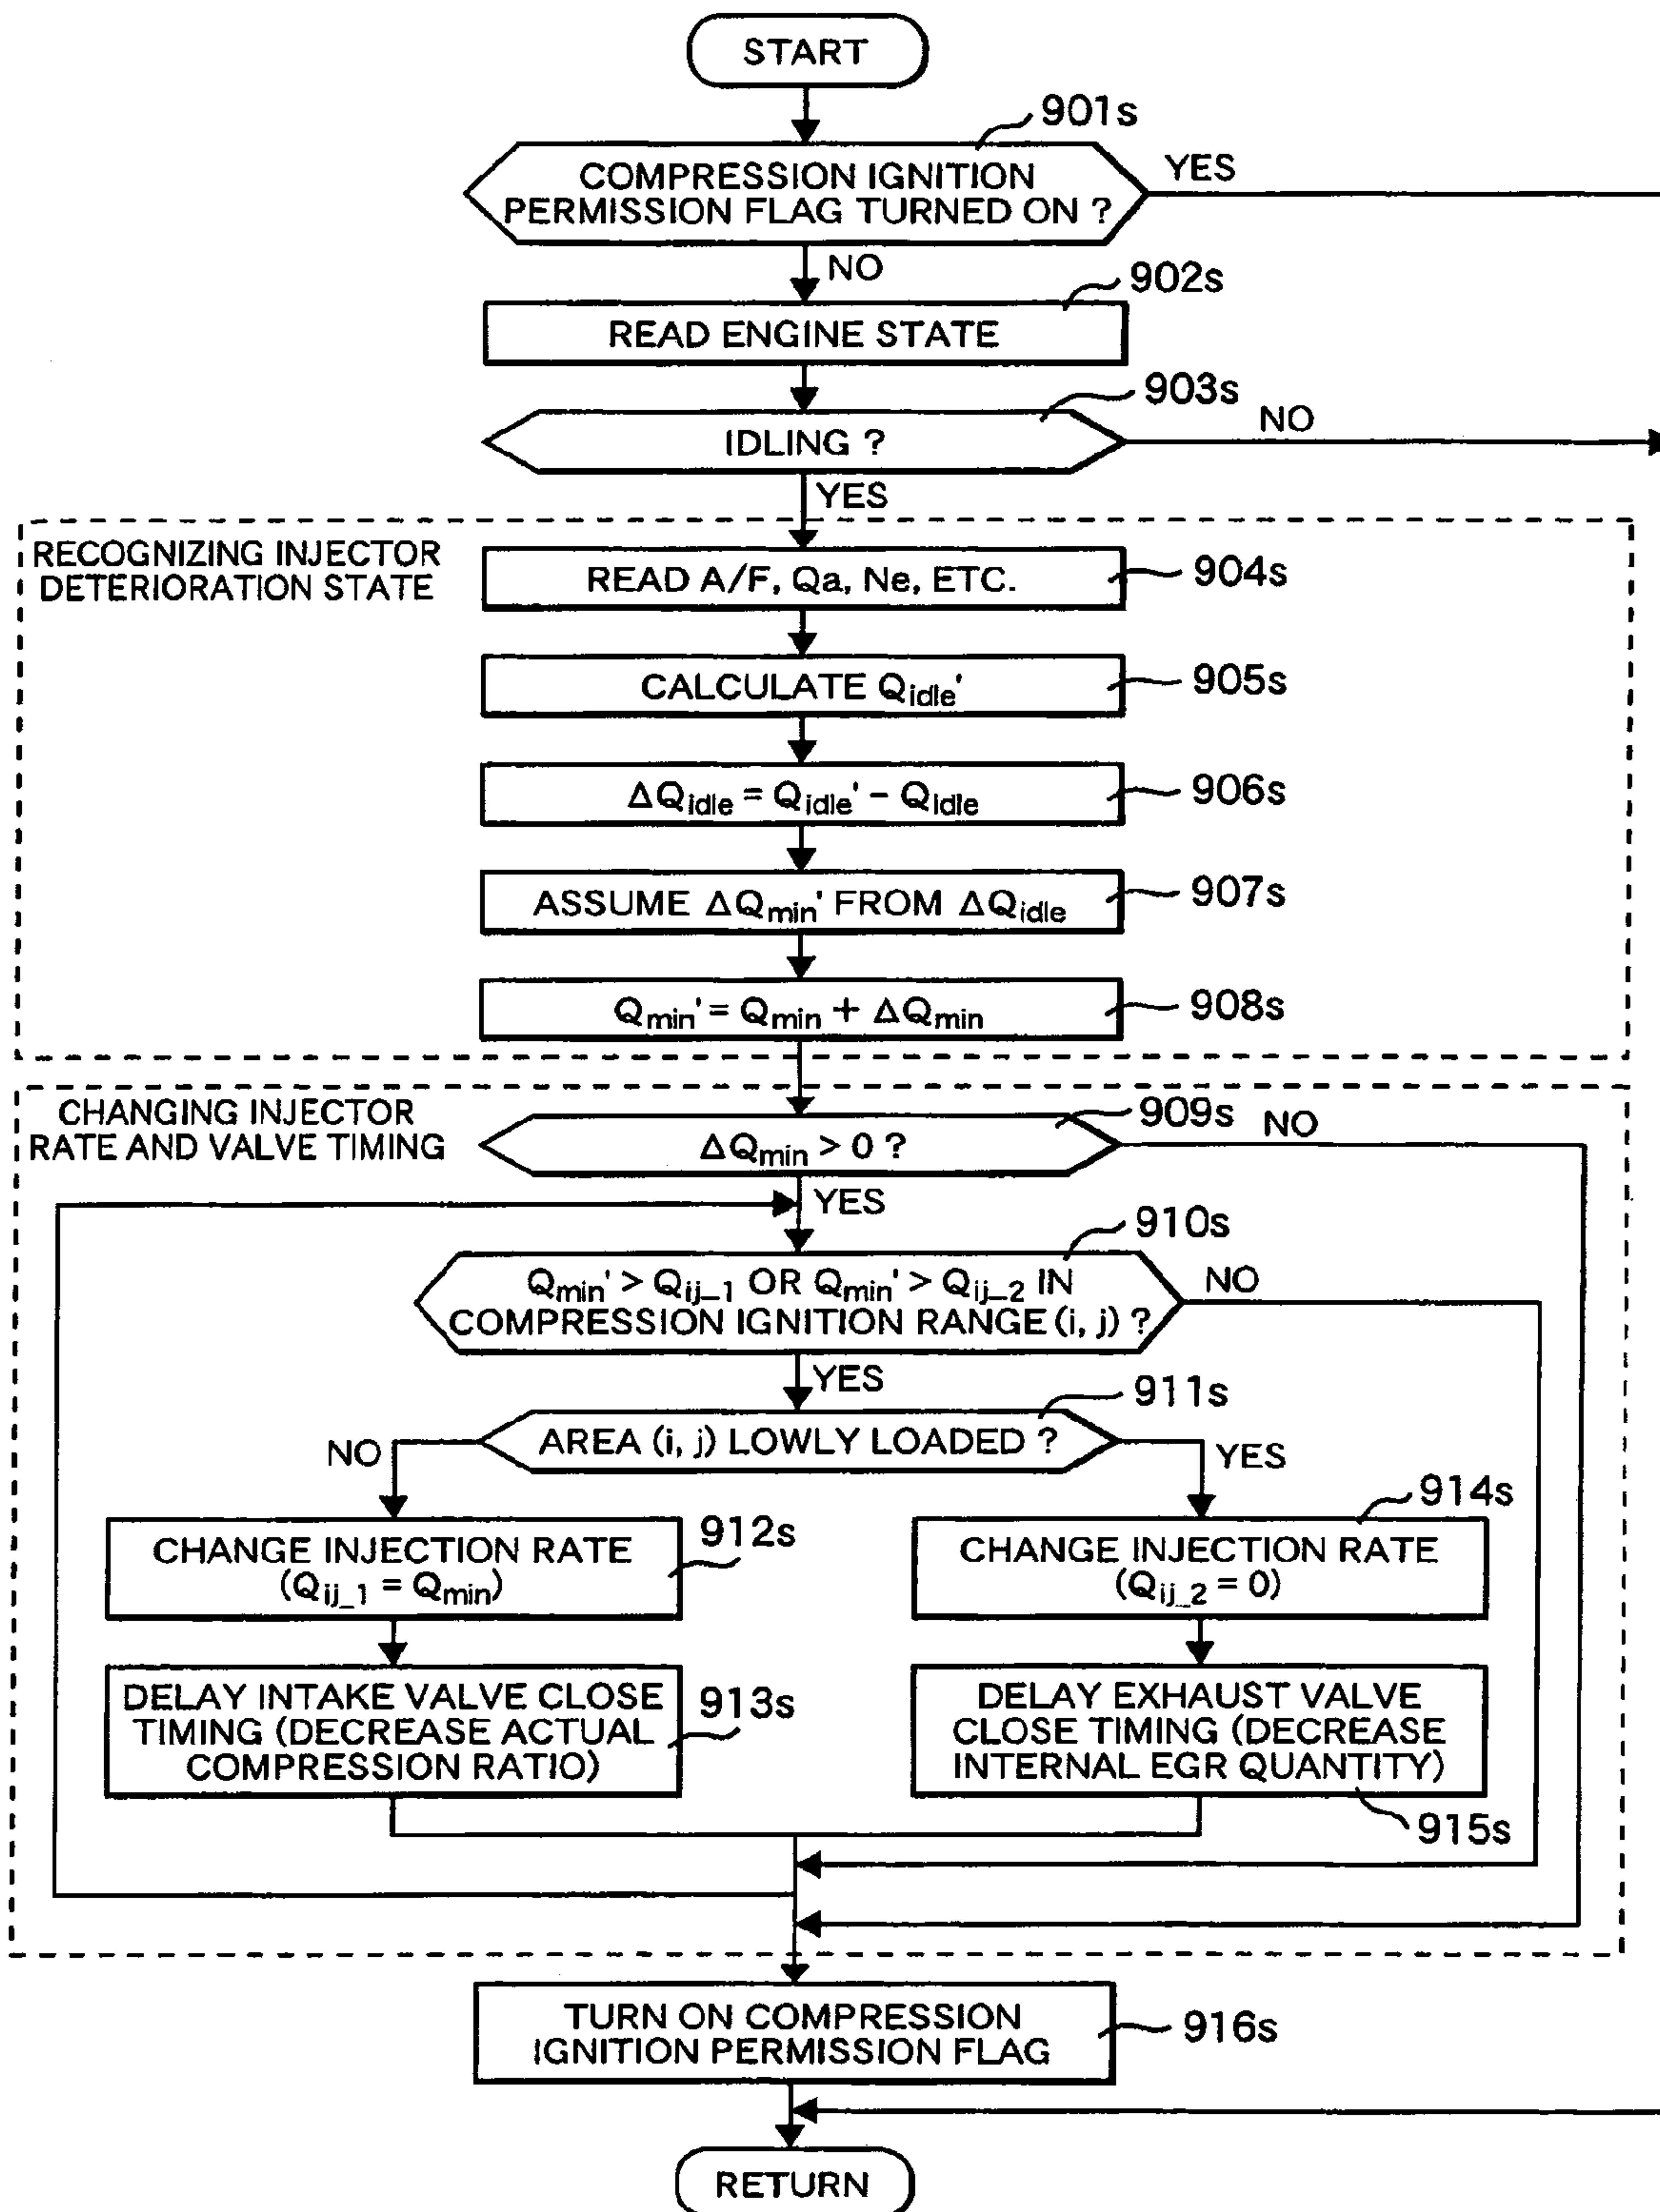 START
901s
COMPRESSION IGNITION
PERMISSION FLAG TURNED ON ?
YES
NO
902s
READ ENGINE STATE
903s
IDLING ?
NO
YES
RECOGNIZING INJECTOR
DETERIORATION STATE
READ A/F, Qa, Ne, ETC.
904s
CALCULATE Qidle'
905s
ΔQidle = Qidle' - Qidle
906s
ASSUME ΔQmin' FROM ΔQidle
907s
Qmin' = Qmin + ΔQmin
908s
CHANGING INJECTOR
RATE AND VALVE TIMING
909s
ΔQmin > 0 ?
NO
YES
910s
Qmin' > Qij_1 OR Qmin' > Qij_2 IN
COMPRESSION IGNITION RANGE (i, j) ?
NO
YES
911s
AREA (i, j) LOWLY LOADED ?
NO
YES
912s
CHANGE INJECTION RATE
(Qij_1 = Qmin)
914s
CHANGE INJECTION RATE
(Qij_2 = 0)
913s
DELAY INTAKE VALVE CLOSE
TIMING (DECREASE ACTUAL
COMPRESSION RATIO)
DELAY EXHAUST VALVE
CLOSE TIMING (DECREASE
INTERNAL EGR QUANTITY)
915s
TURN ON COMPRESSION
IGNITION PERMISSION FLAG
916s
RETURN